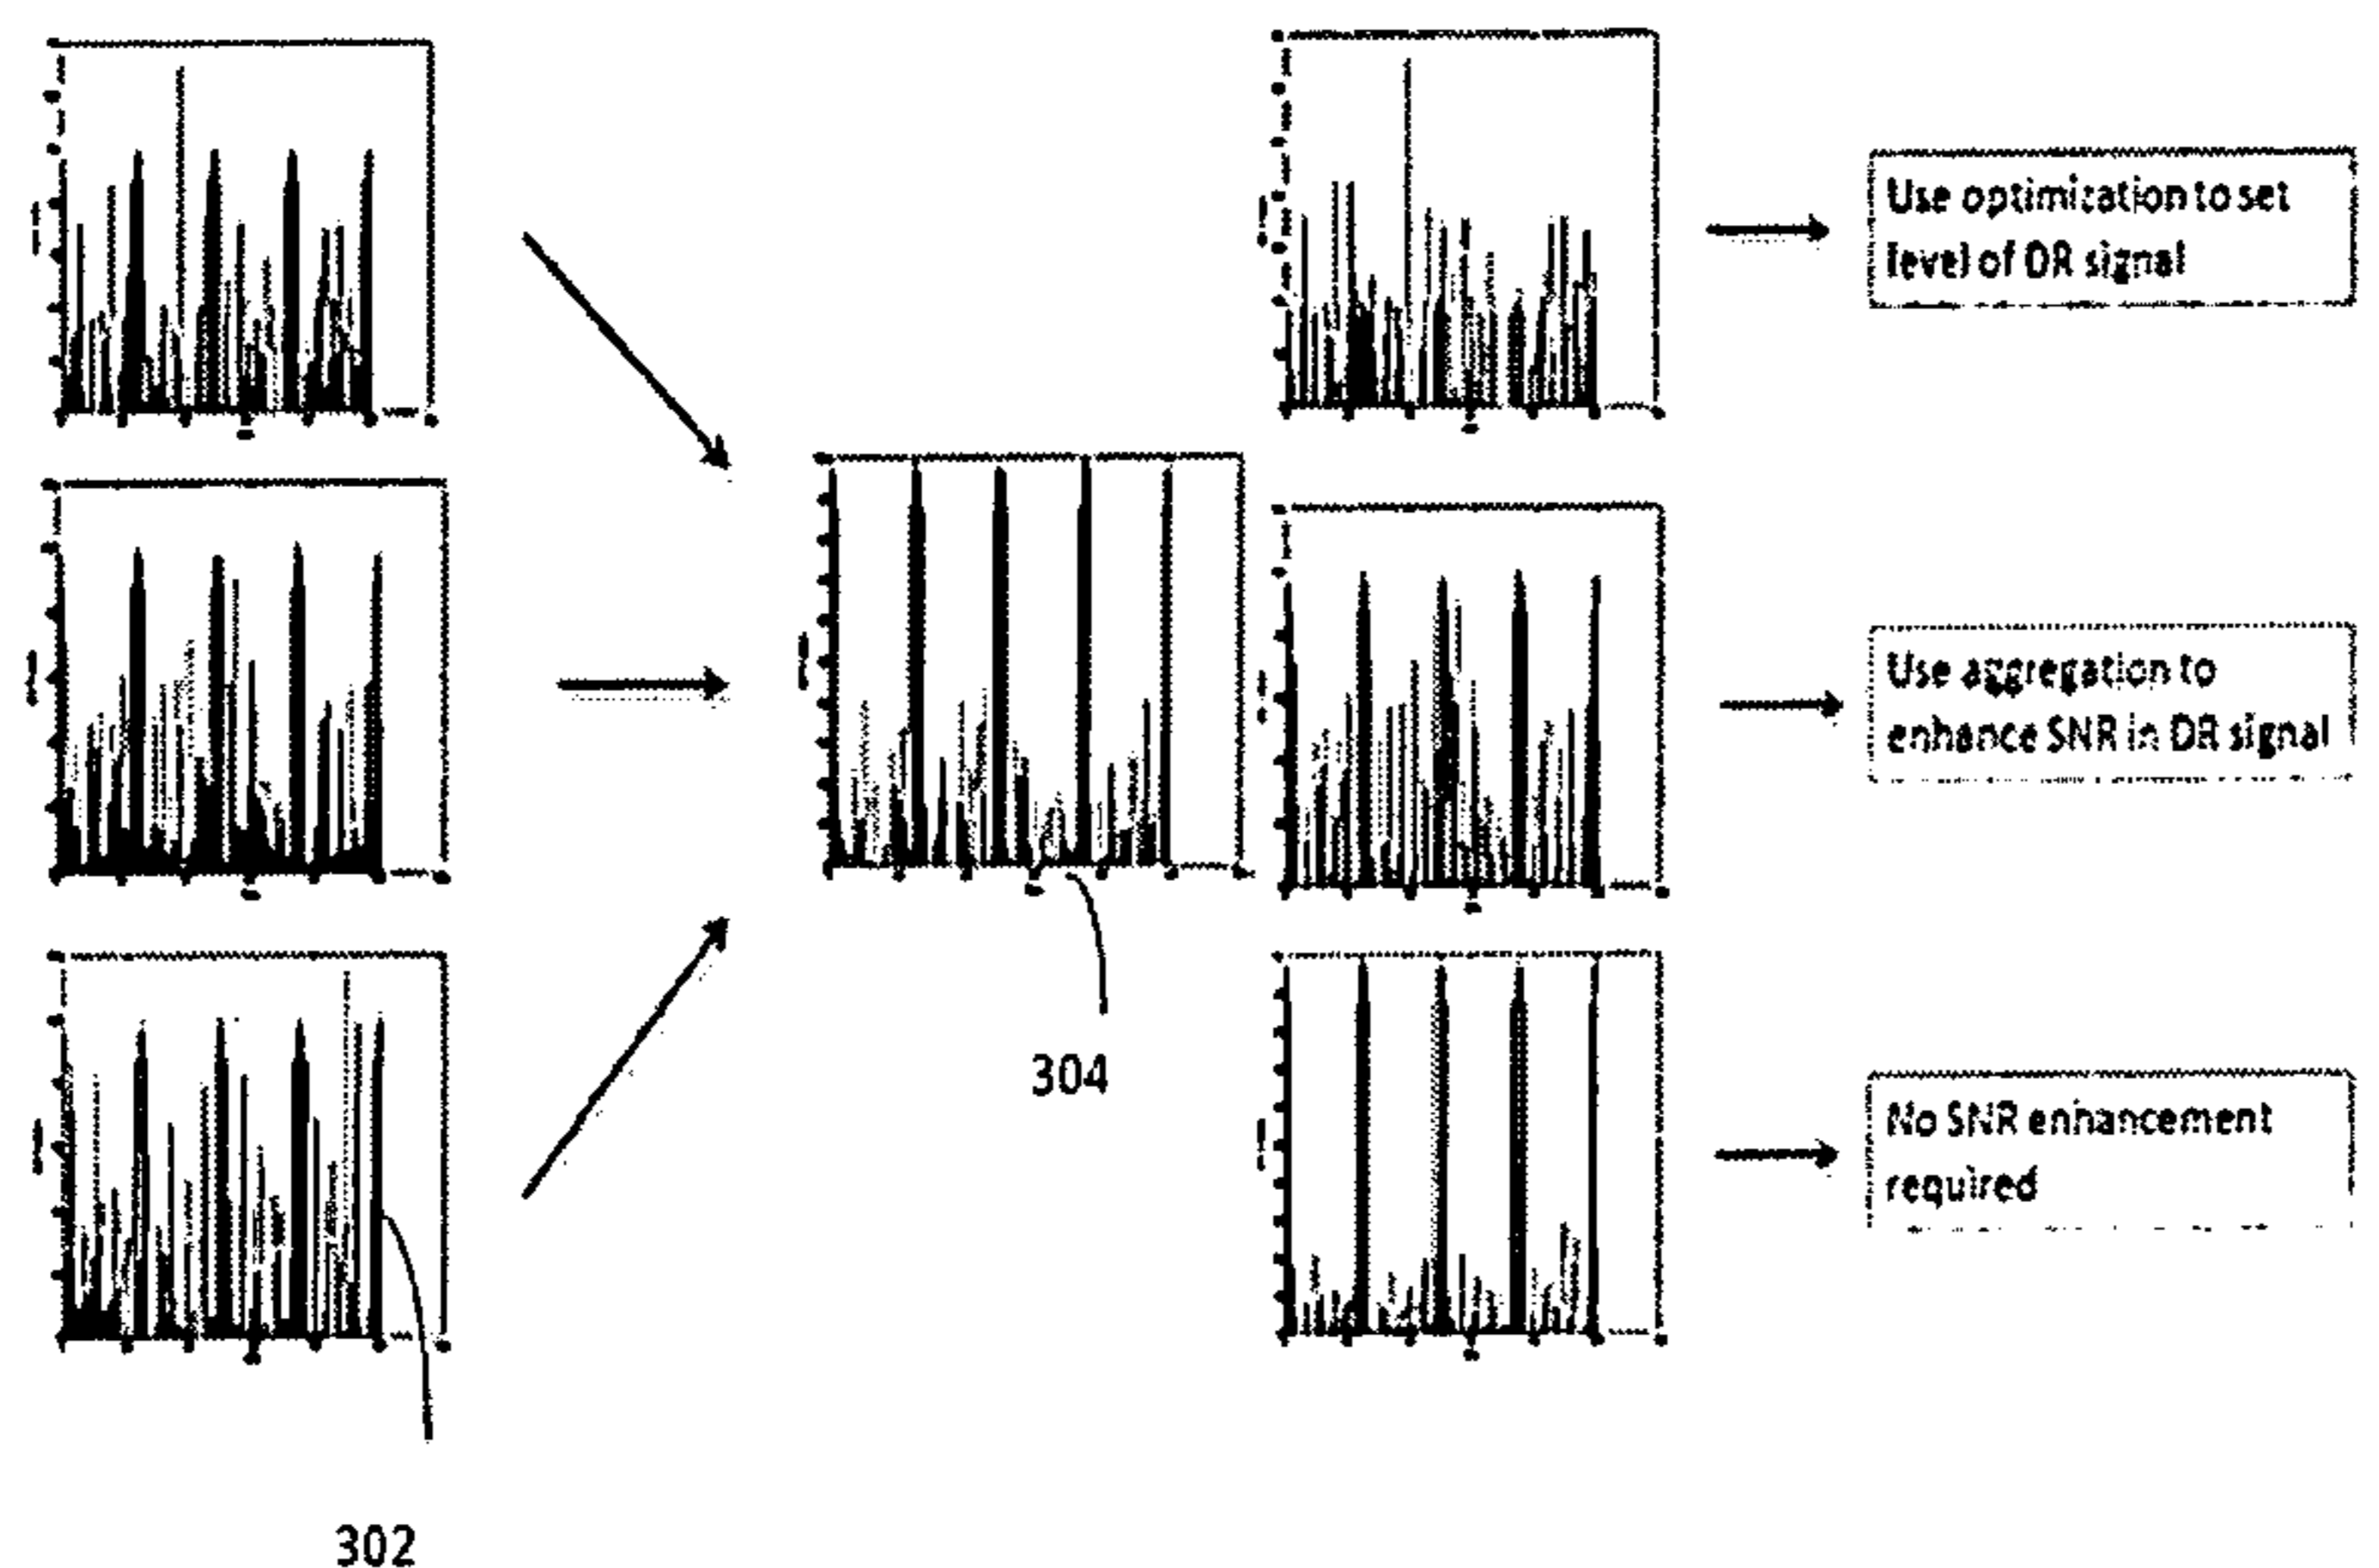 Use optimization to set
level of DR signal
Use aggregation to
enhance SNR in DR signal
304
No SNR enhancement
required
302